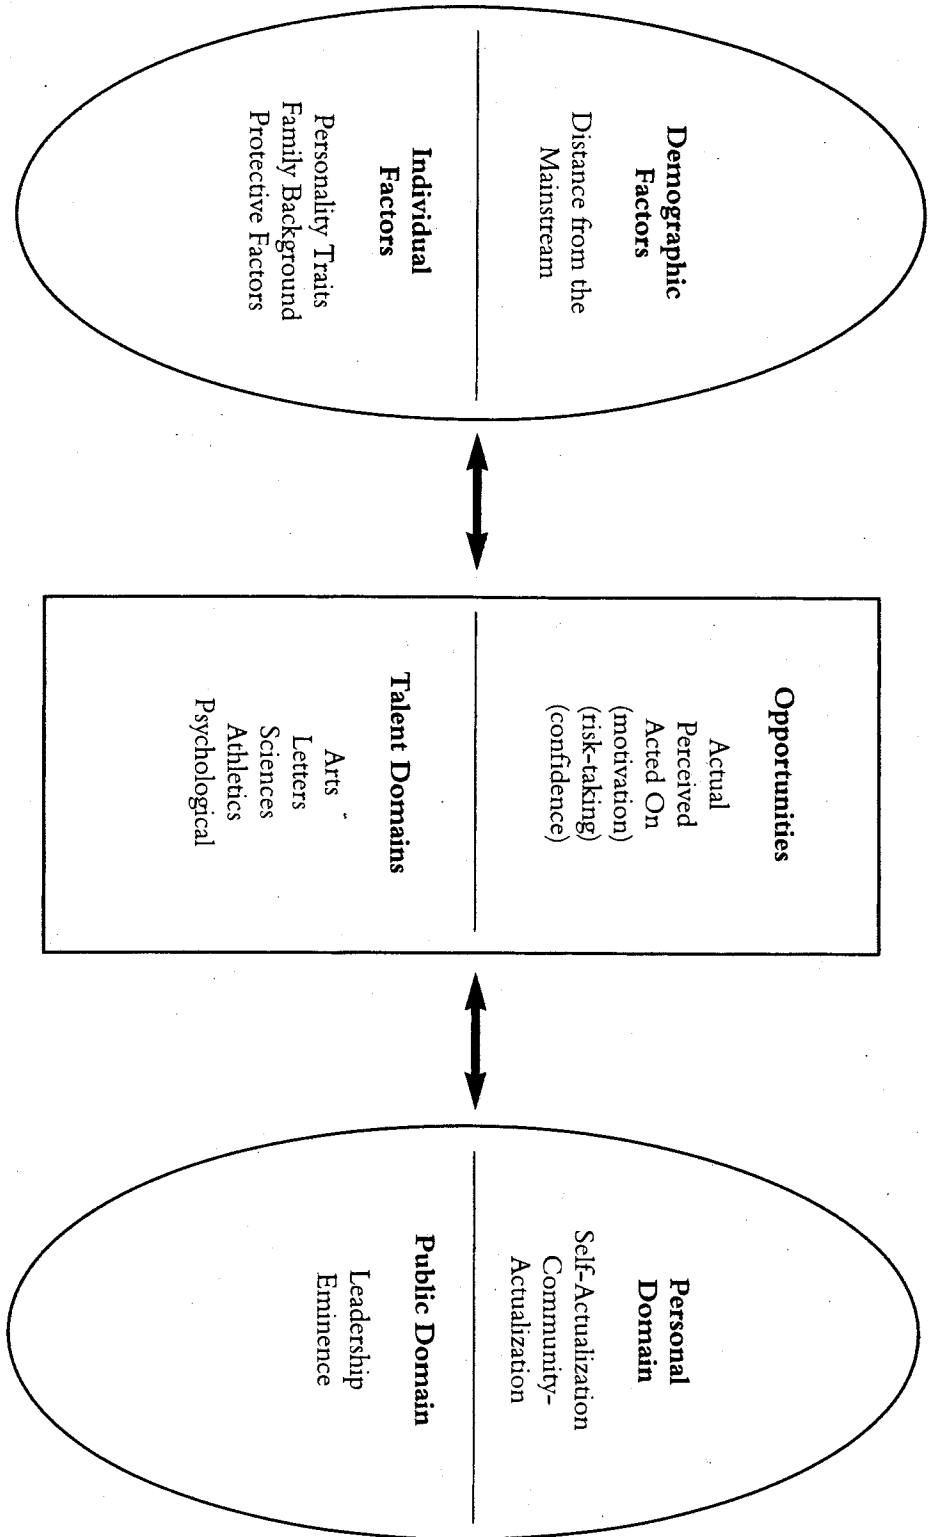 Demographic
Factors
Distance from the
Mainstream
Individual
Factors
Personality Traits
Family Background
Protective Factors
Opportunities
Actual
Perceived
Acted On
(motivation)
(risk-taking)
(confidence)
Talent Domains
Arts
Letters
Sciences
Athletics
Psychological
Personal
Domain
Self-Actualization
Community-
Actualization
Public Domain
Leadership
Eminence